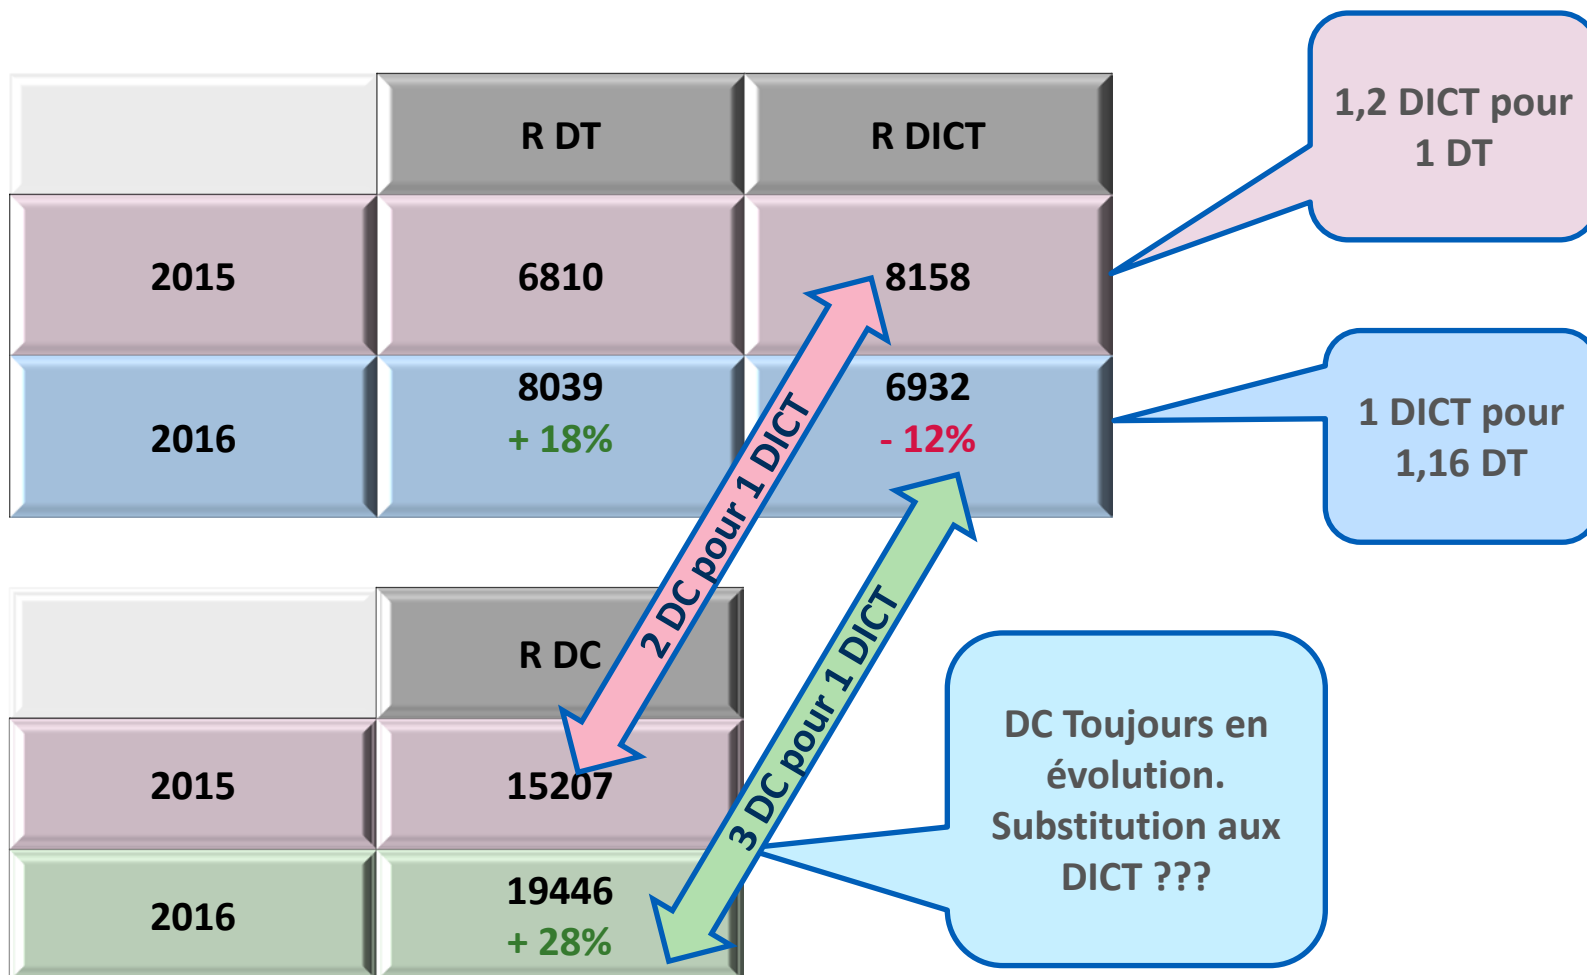 R DT
R DICT
2015
6810
8158
2016
8039
+ 18%
6932
- 12%
1,2 DICT pour
1 DT
1 DICT pour
1,16 DT
2 DC pour 1 DICT
3 DC pour 1 DICT
R DC
2015
15207
2016
19446
+ 28%
DC Toujours en
évolution.
Substitution aux
DICT ???